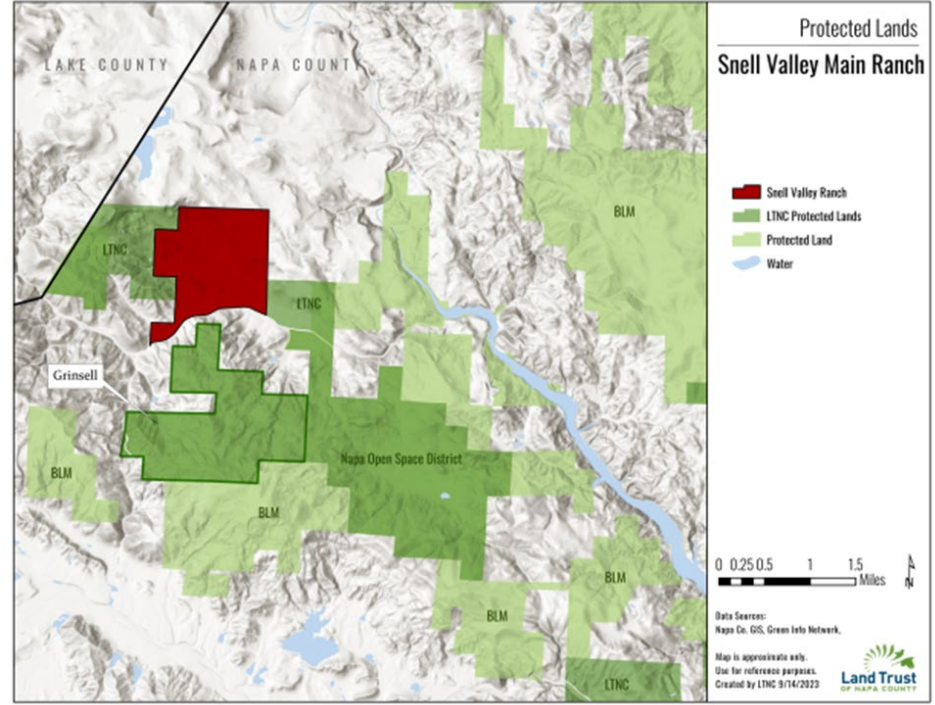 Protected Lands
Snell Valley Main Ranch
LAKE COUNTY
NAPA COUNTY
BLM
Snell Valley Ranch
LTNC Protected Lands
Protected Land
Water
LTNC
LTNC
Grinsell
Napa Open Space District
BLM
BLM
BLM
BLM
LTNC
0 0.25 0.5 1 1.5
Miles
N
Data Sources:
Napa Co. GIS, Green Info Network,
Map is approximate only.
Use for reference purposes.
Created by LTNC 9/14/2023
Land Trust
OF NAPA COUNTY